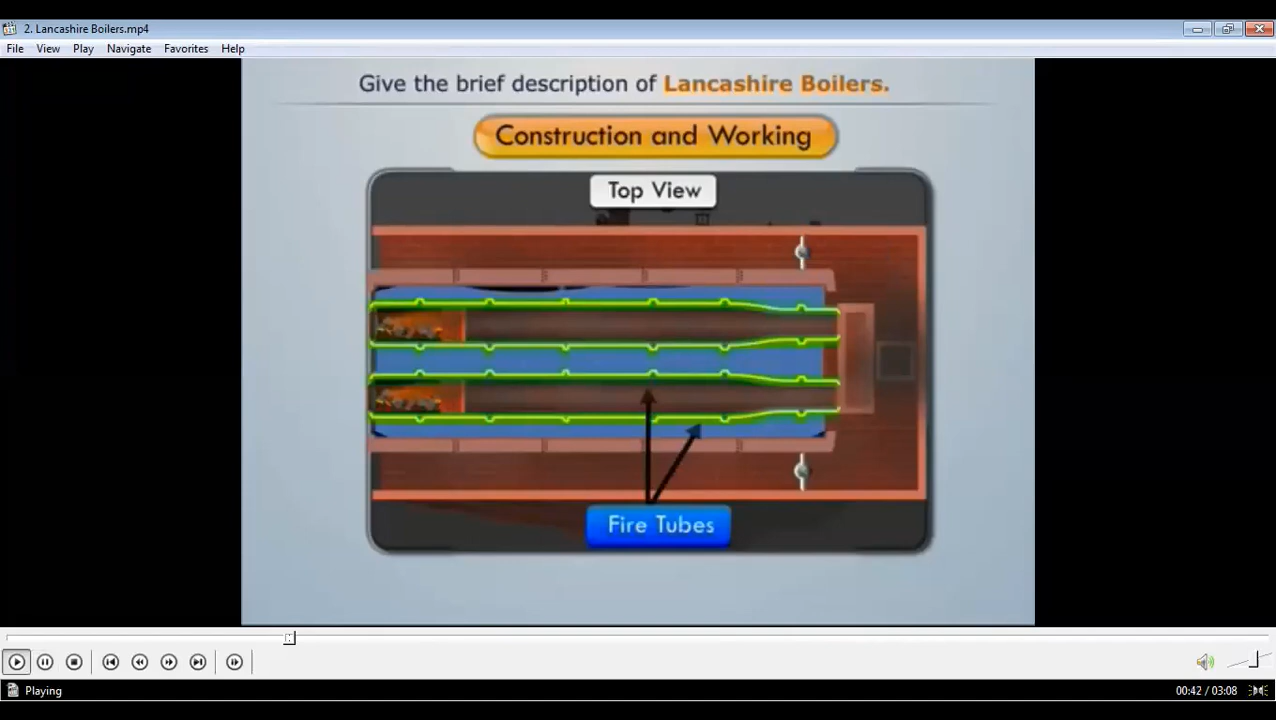 2. Lancashire Boilers.mp4
File View Play Navigate Favorites Help
Give the brief description of Lancashire Boilers.
Construction and Working
Top View
Fire Tubes
Playing
00:42 / 03:08